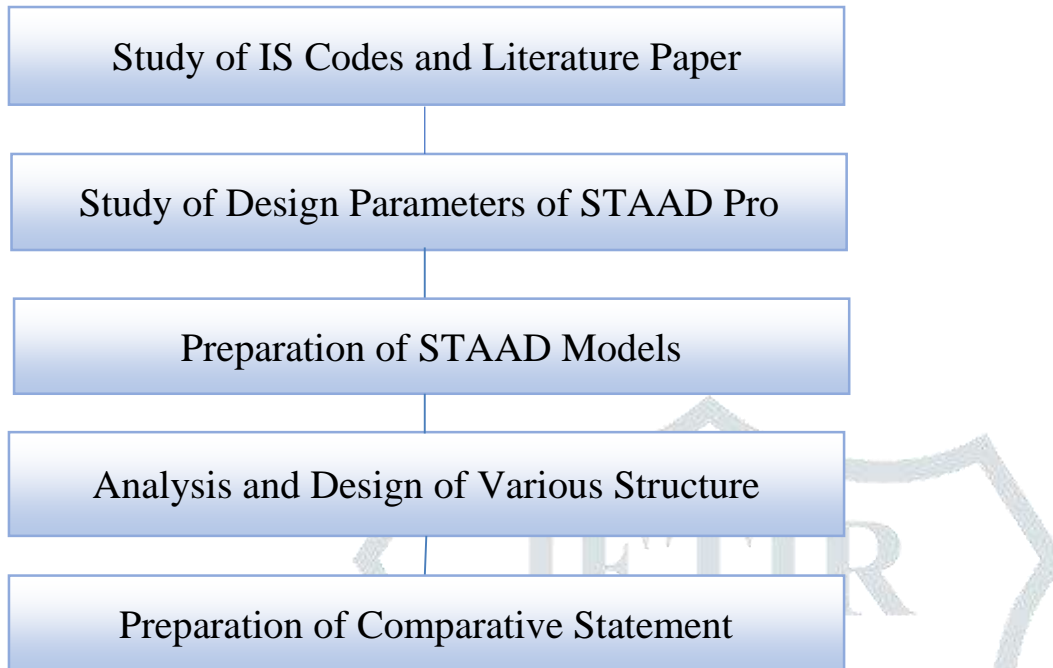 Study of IS Codes and Literature Paper
Study of Design Parameters of STAAD Pro
Preparation of STAAD Models
Analysis and Design of Various Structure
JETIR
Preparation of Comparative Statement